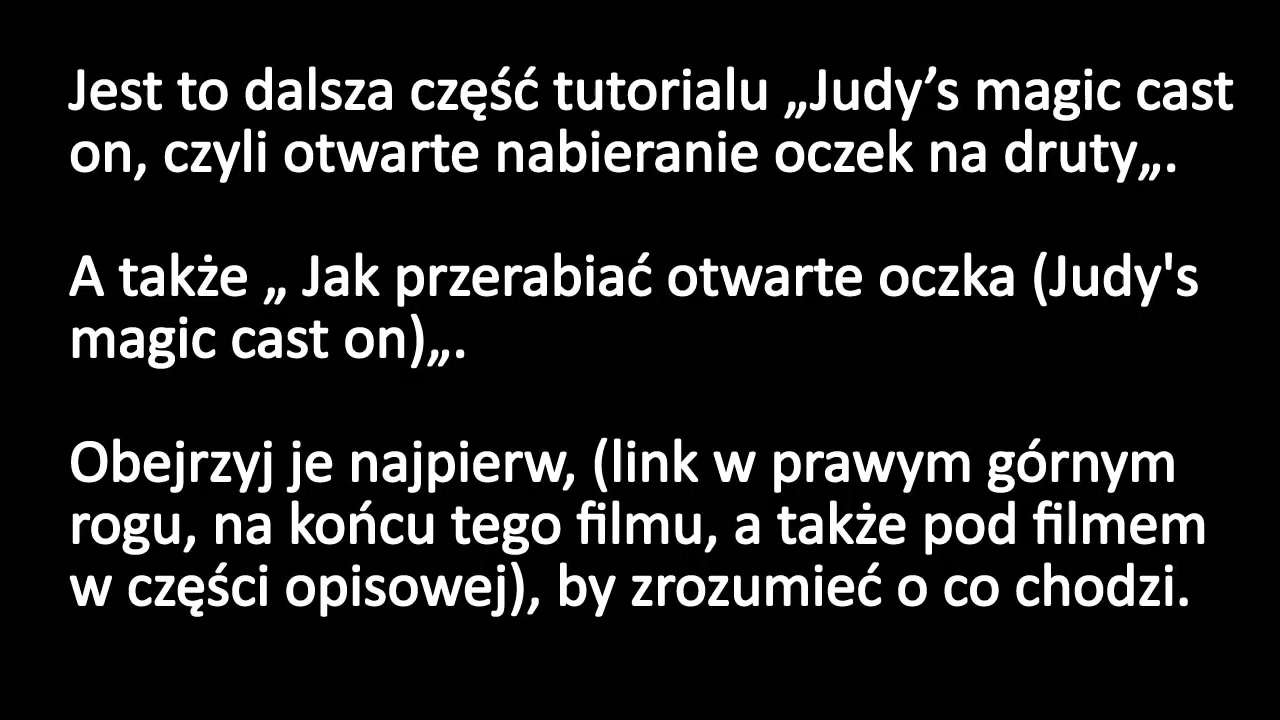 Jest to dalsza część tutorialu „Judy’s magic cast
on, czyli otwarte nabieranie oczek na druty„.
A także „ Jak przerabiać otwarte oczka (Judy's
magic cast on)„.
Obejrzyj je najpierw, (link w prawym górnym
rogu, na końcu tego filmu, a także pod filmem
w części opisowej), by zrozumieć o co chodzi.